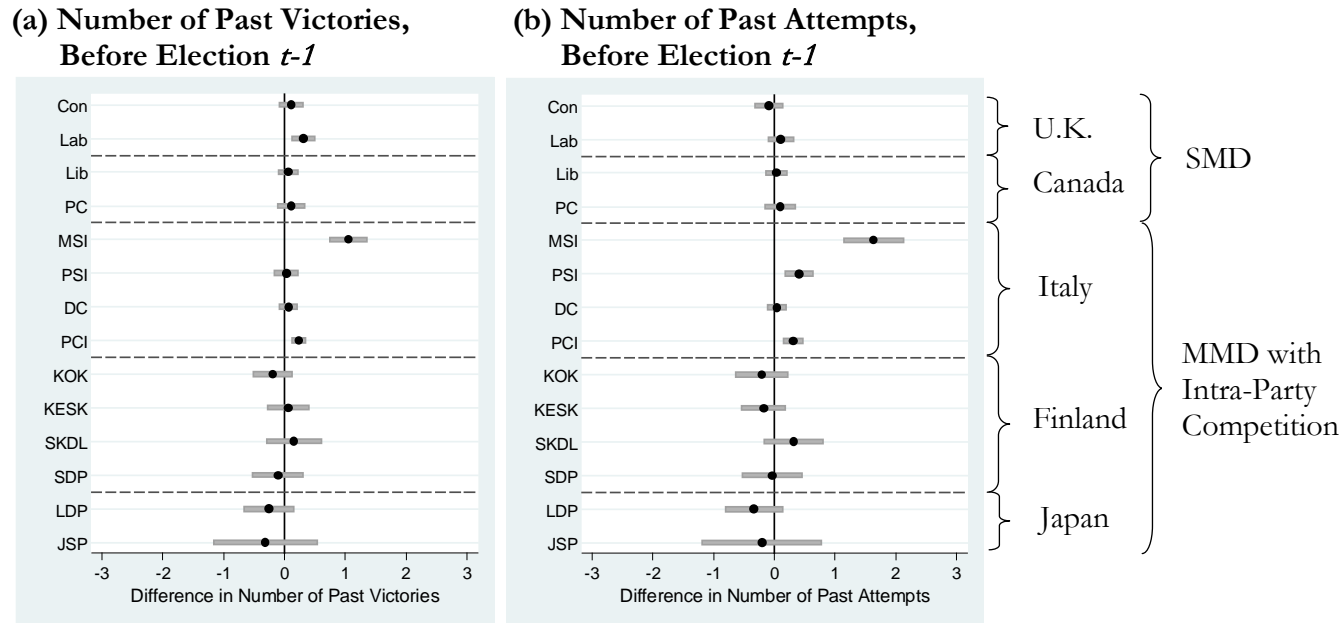 (a) Number of Past Victories,
Before Election t-1
Con
Lab
Lib
PC
MSI
PSI
DC
PCI
KOK
KESK
SKDL
SDP
LDP
JSP
-3 -2 -1 0 1 2 3
Difference in Number of Past Victories
(b) Number of Past Attempts,
Before Election t-1
Con
Lab
Lib
PC
MSI
PSI
DC
PCI
KOK
KESK
SKDL
SDP
LDP
JSP
-3 -2 -1 0 1 2 3
Difference in Number of Past Attempts
U.K.
Canada
Italy
Finland
Japan
SMD
MMD with
Intra-Party
Competition